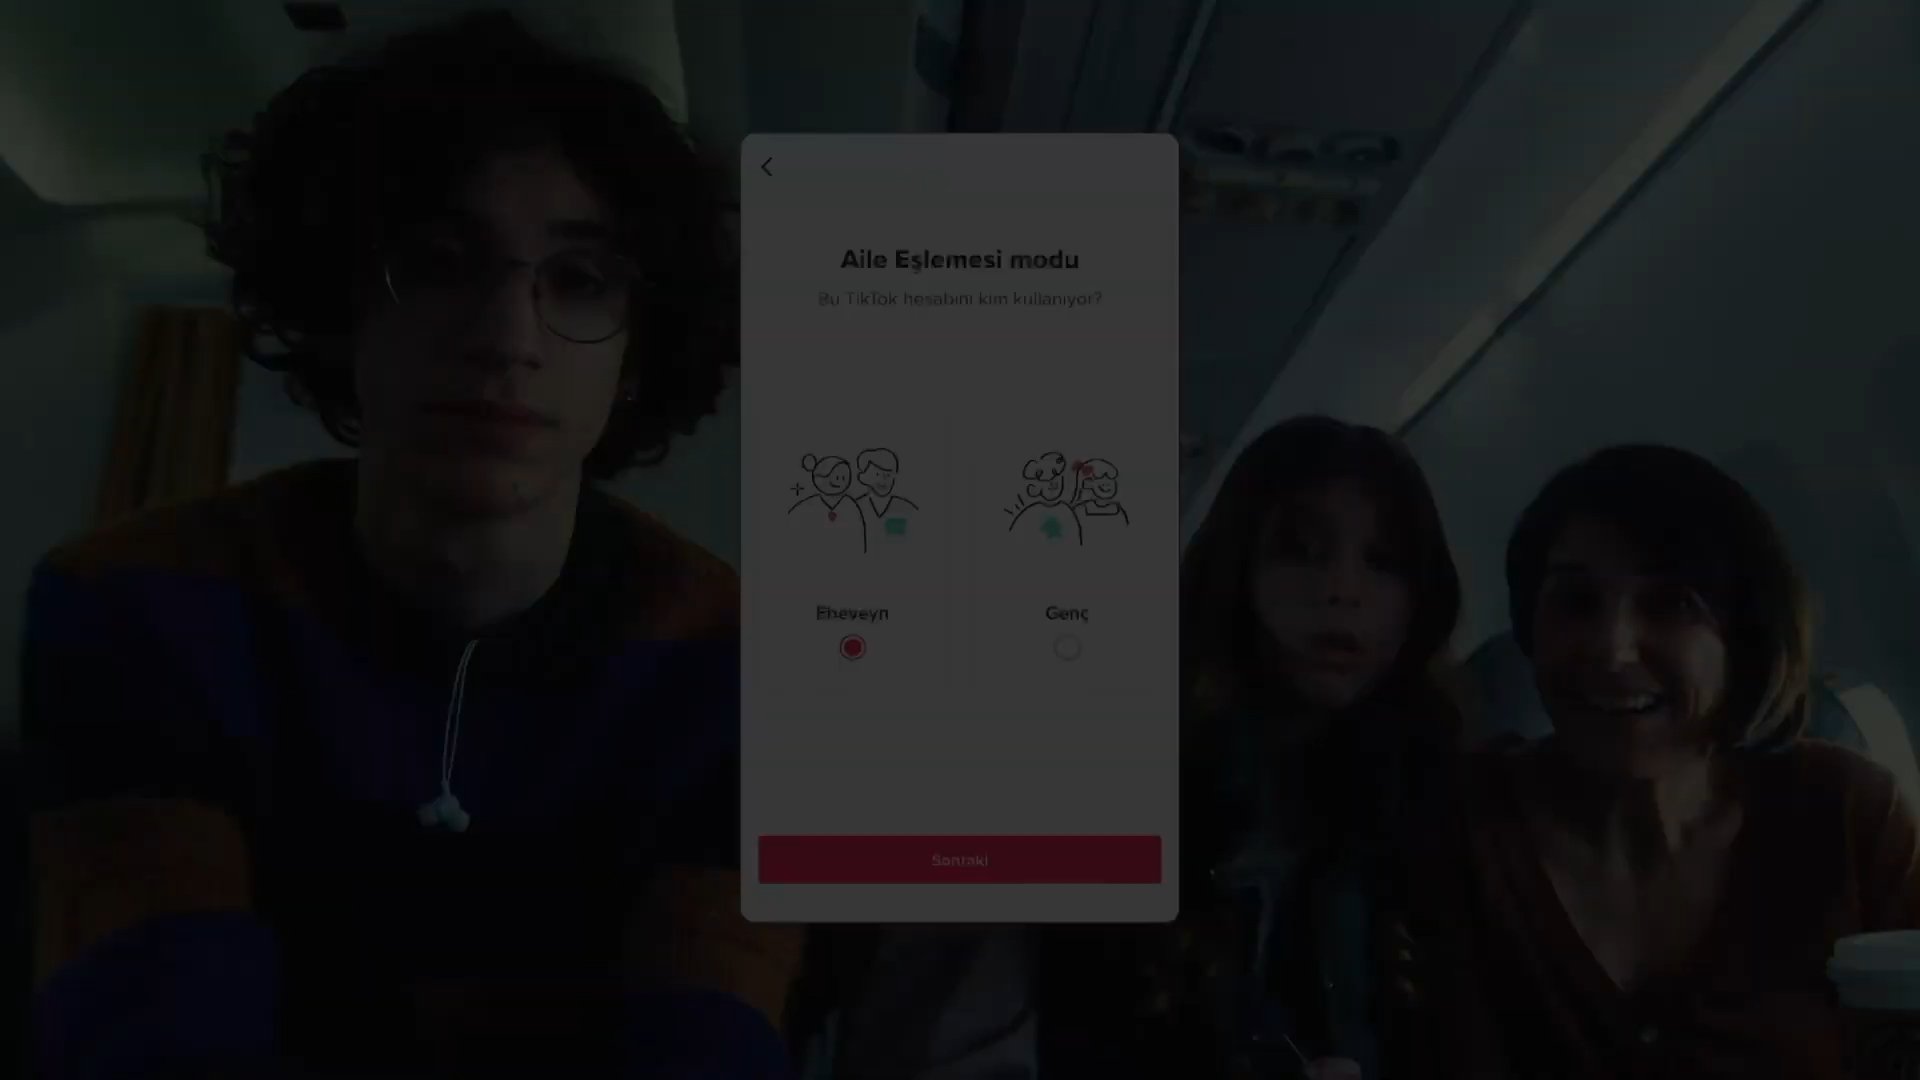 Aile Eşlemesi modu
Bu TikTok hesabını kim kullanıyor?
Ebeveyn
Genç
Sonraki